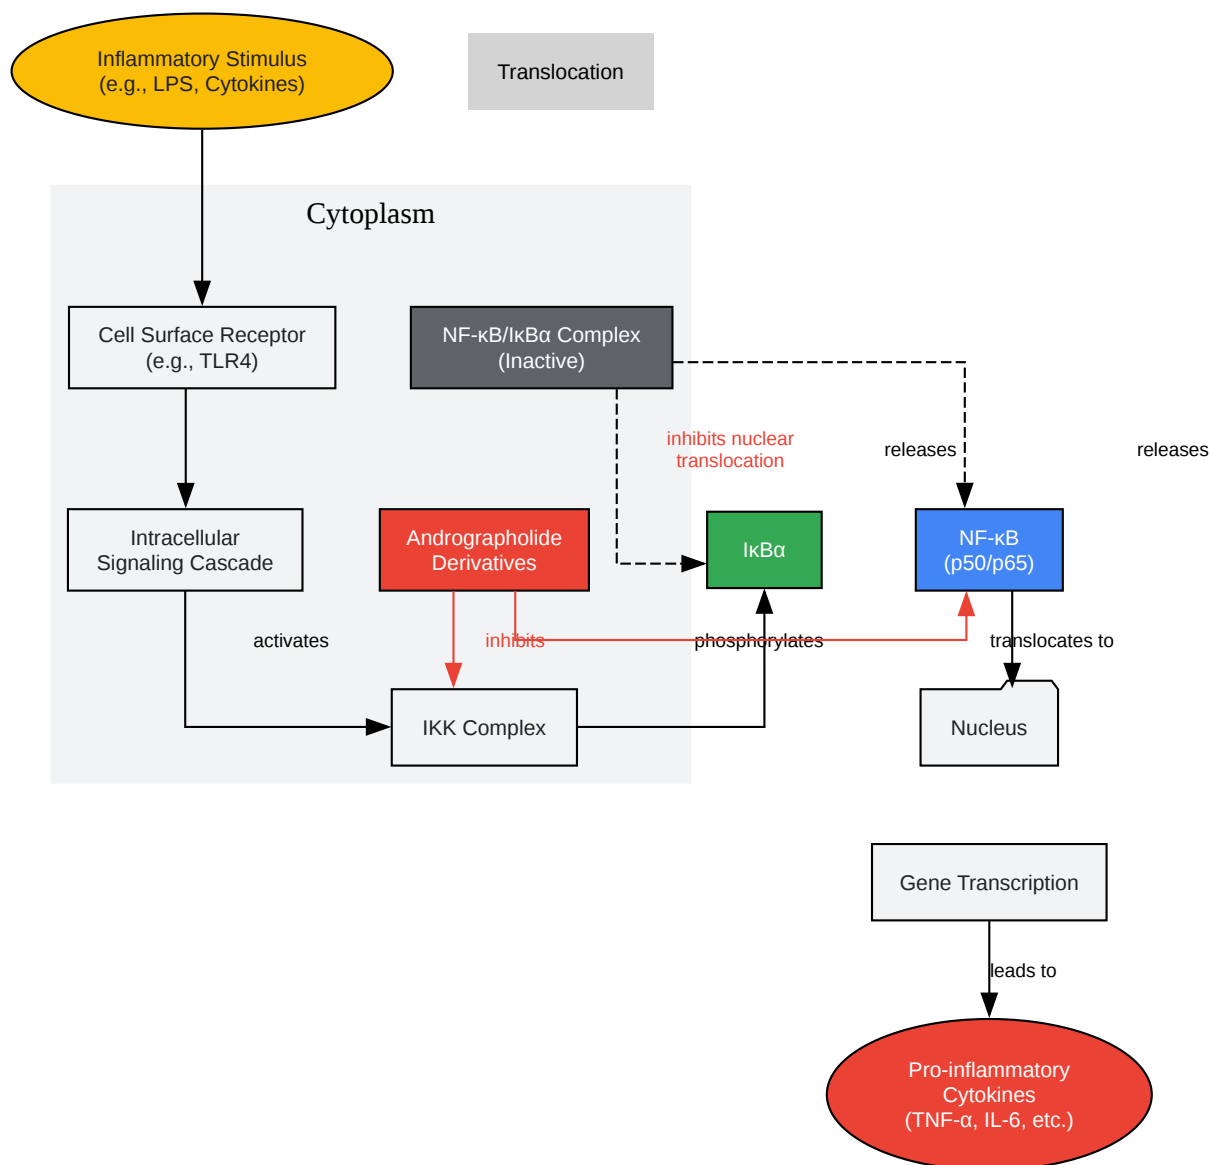 Inflammatory Stimulus
(e.g., LPS, Cytokines)
Translocation
Cytoplasm
Cell Surface Receptor
(e.g., TLR4)
NF-κB/IκBα Complex
(Inactive)
inhibits nuclear
translocation
releases
releases
Intracellular
Signaling Cascade
Andrographolide
Derivatives
IκBα
NF-κB
(p50/p65)
activates
inhibits
phosphorylates
translocates to
IKK Complex
Nucleus
Gene Transcription
leads to
Pro-inflammatory
Cytokines
(TNF-α, IL-6, etc.)